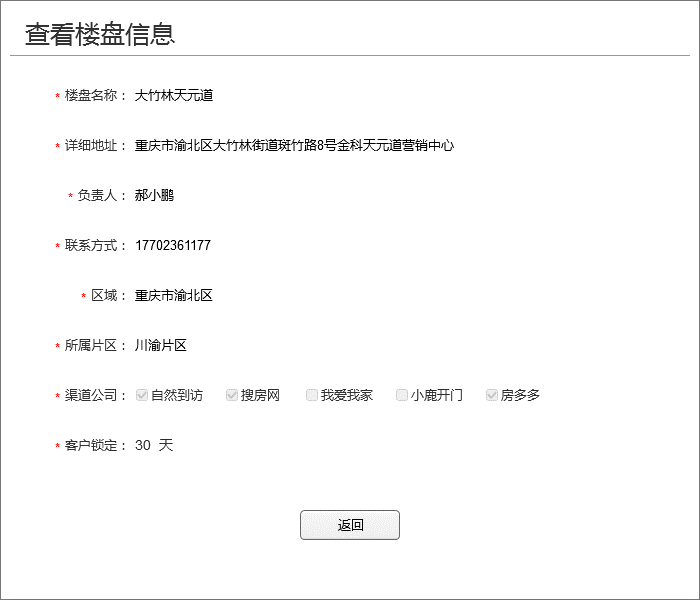 查看楼盘信息
* 楼盘名称： 大竹林天元道
* 详细地址： 重庆市渝北区大竹林街道斑竹路8号金科天元道营销中心
* 负责人： 郝小鹏
* 联系方式： 17702361177
* 区域： 重庆市渝北区
* 所属片区： 川渝片区
* 渠道公司： 自然到访 搜房网 我爱我家 小鹿开门 房多多
* 客户锁定： 30 天
返回